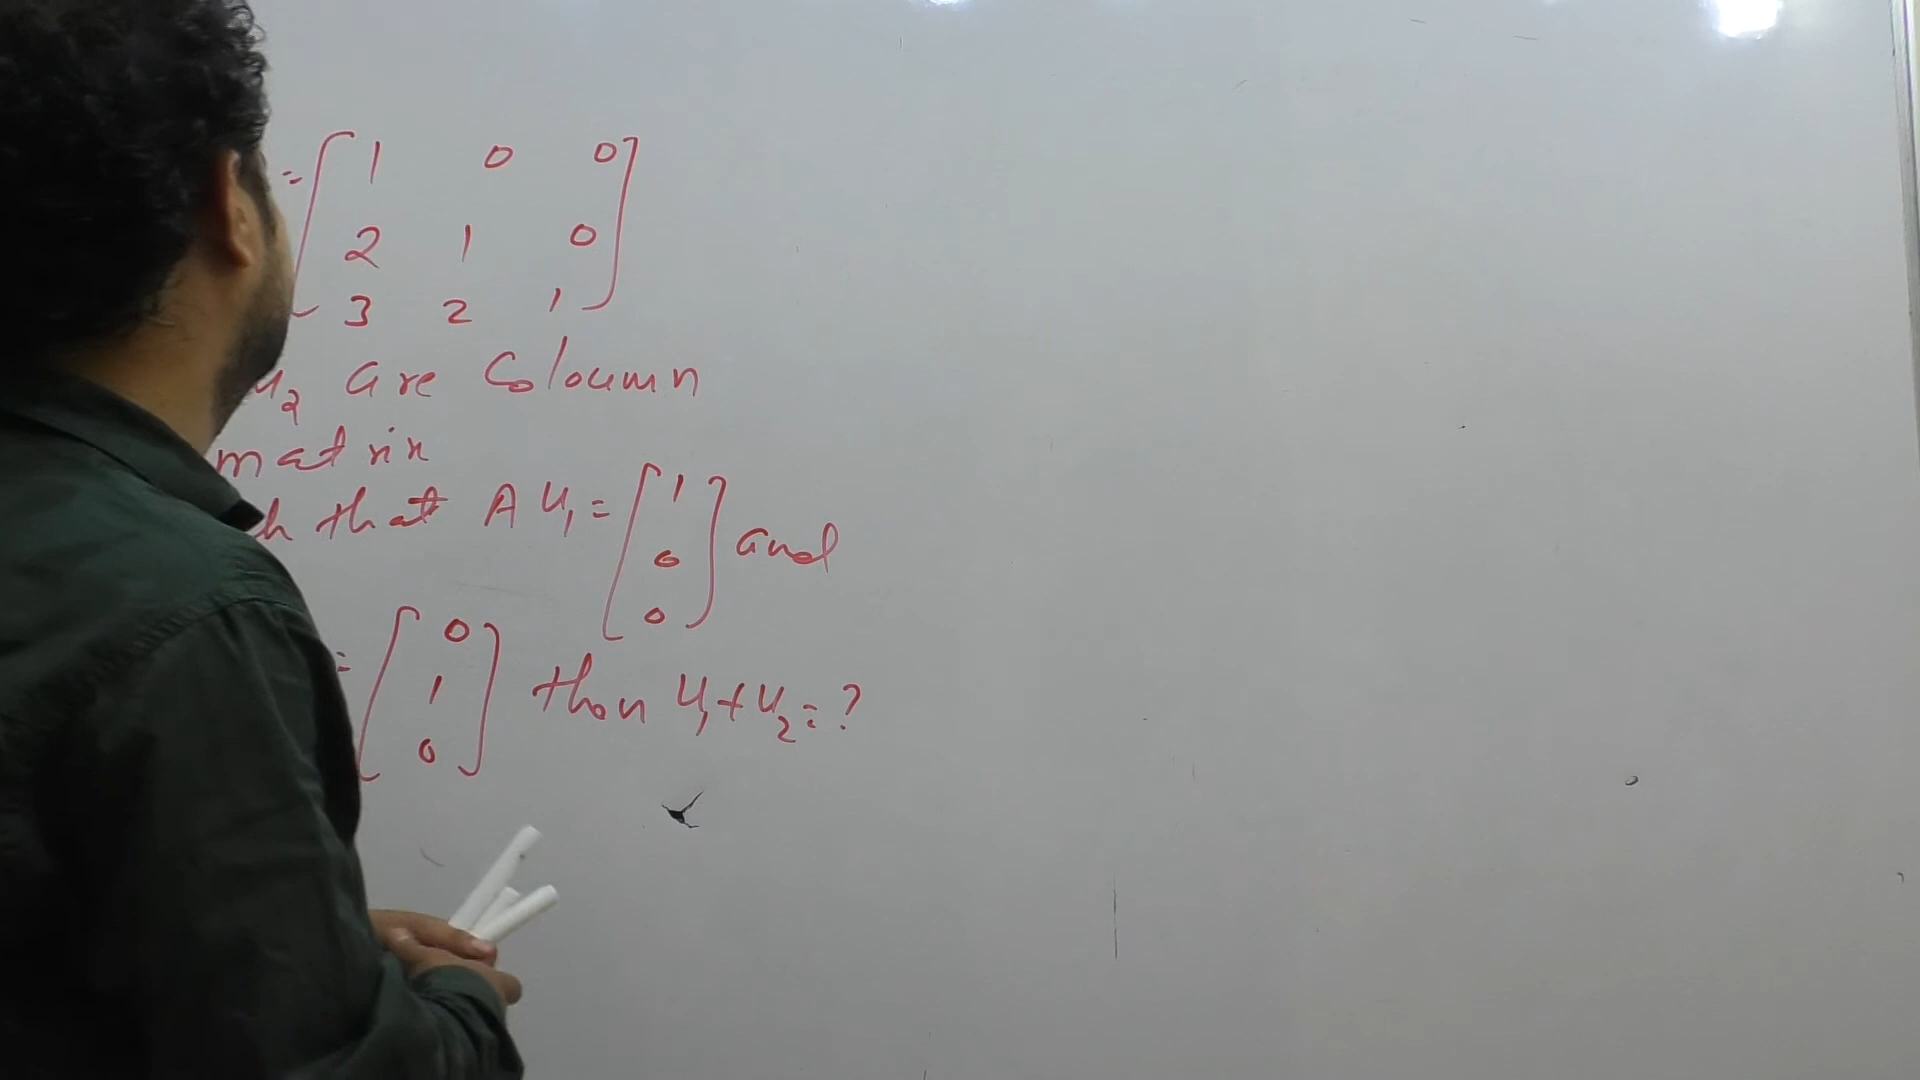 = [ 1 0 0 ]
2 1 0
3 2 1
u2 are Coloumn
matrix
h that A u1 = [ 1 0 0 ] and
= [ 0 1 0 ] then u1 + u2 = ?